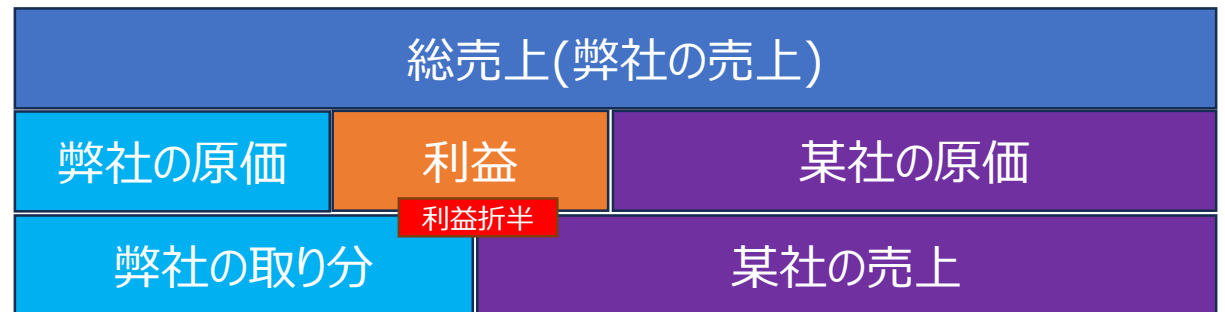 総売上(弊社の売上)
弊社の原価
利益
某社の原価
利益折半
弊社の取り分
某社の売上